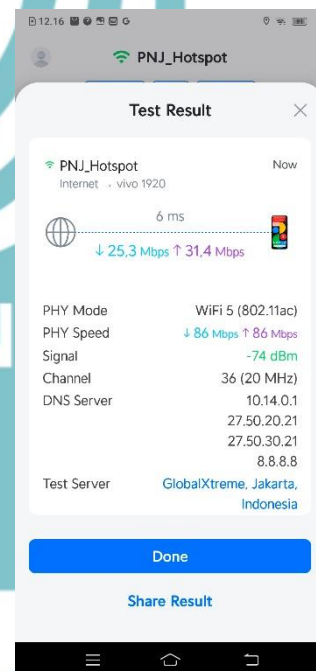 12.16
PNJ_Hotspot
Test Result
PNJ_Hotspot Now
Internet - vivo 1920
6 ms
↓ 25,3 Mbps ↑ 31,4 Mbps
PHY Mode WiFi 5 (802.11ac)
PHY Speed ↓ 86 Mbps ↑ 86 Mbps
Signal -74 dBm
Channel 36 (20 MHz)
DNS Server 10.14.0.1
27.50.20.21
27.50.30.21
8.8.8.8
Test Server GlobalXtreme, Jakarta,
Indonesia
Done
Share Result